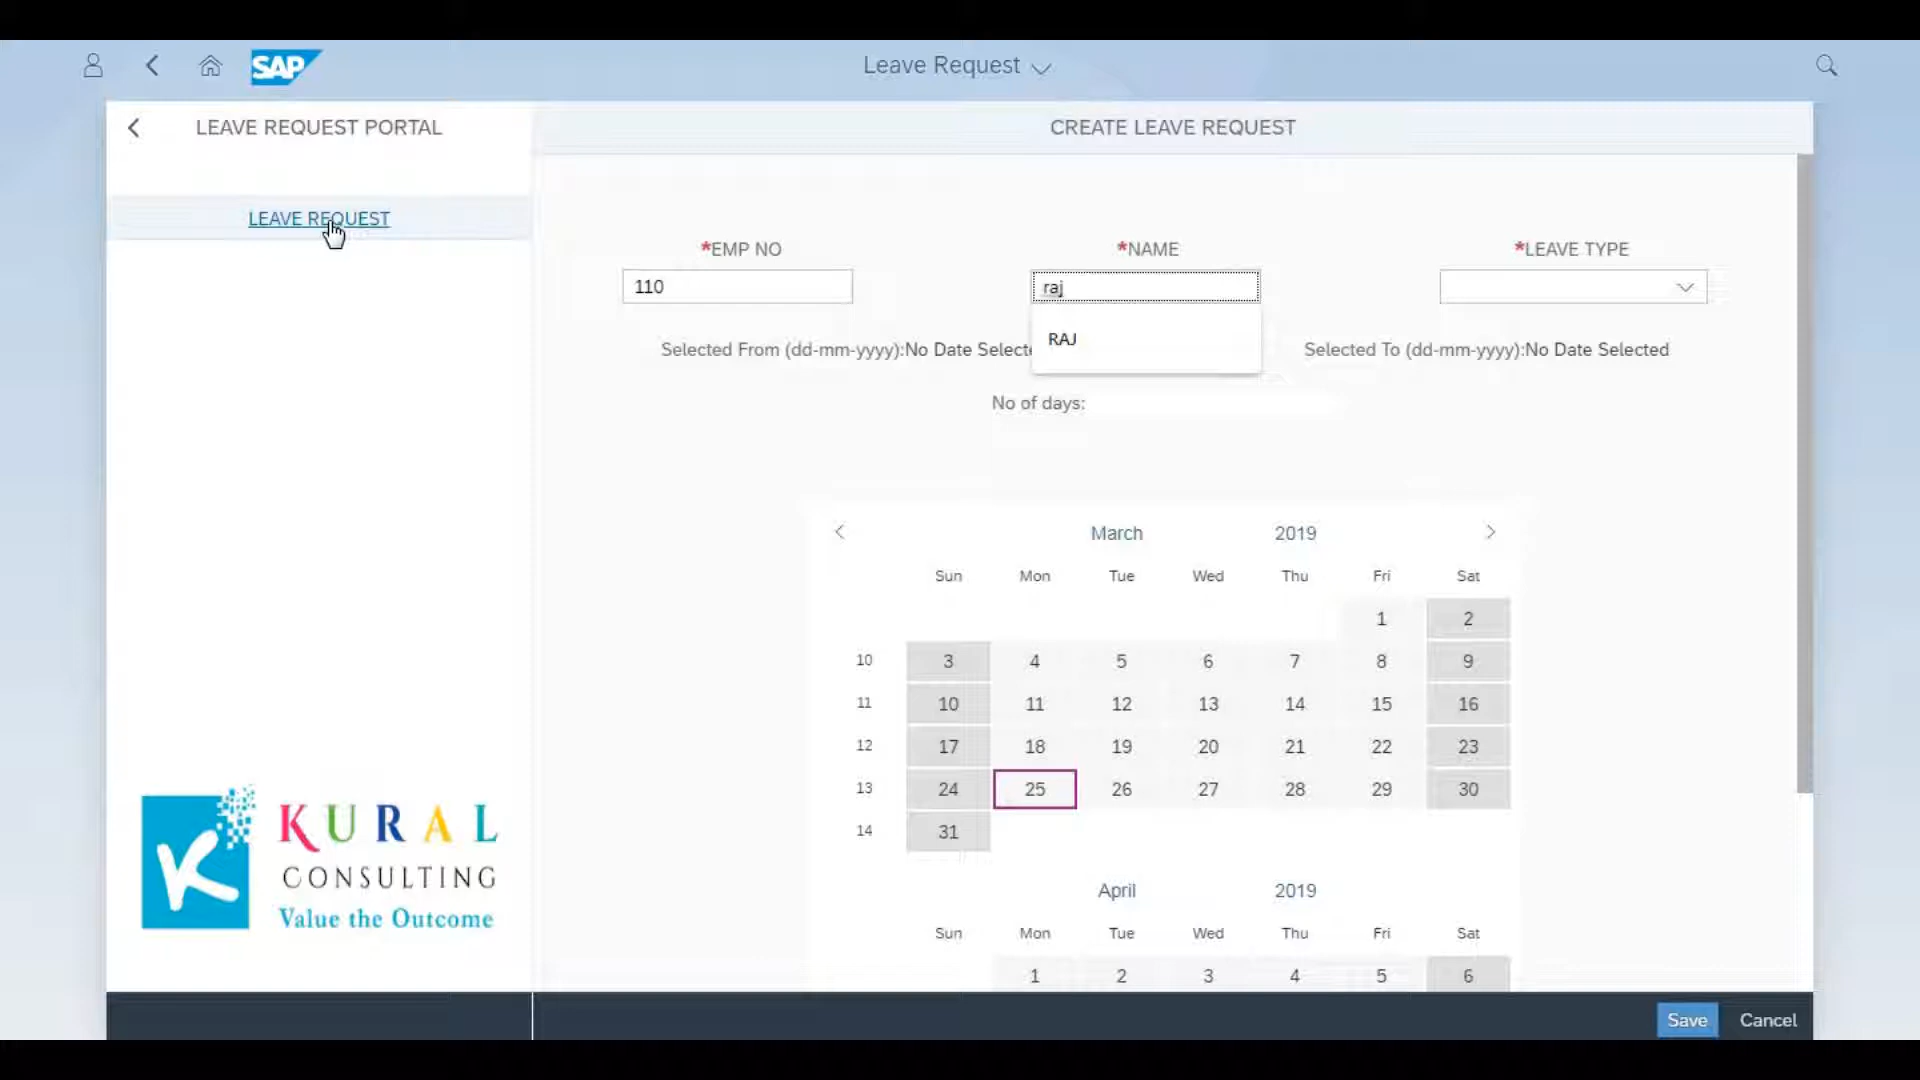 SAP
Leave Request
LEAVE REQUEST PORTAL
CREATE LEAVE REQUEST
LEAVE REQUEST
*EMP NO
*NAME
*LEAVE TYPE
110
raj
RAJ
Selected From (dd-mm-yyyy):No Date Selecte
Selected To (dd-mm-yyyy):No Date Selected
No of days:
March 2019
Sun Mon Tue Wed Thu Fri Sat
1 2
10 3 4 5 6 7 8 9
11 10 11 12 13 14 15 16
12 17 18 19 20 21 22 23
13 24 25 26 27 28 29 30
14 31
April 2019
Sun Mon Tue Wed Thu Fri Sat
1 2 3 4 5 6
K
KURAL
CONSULTING
Value the Outcome
Save Cancel